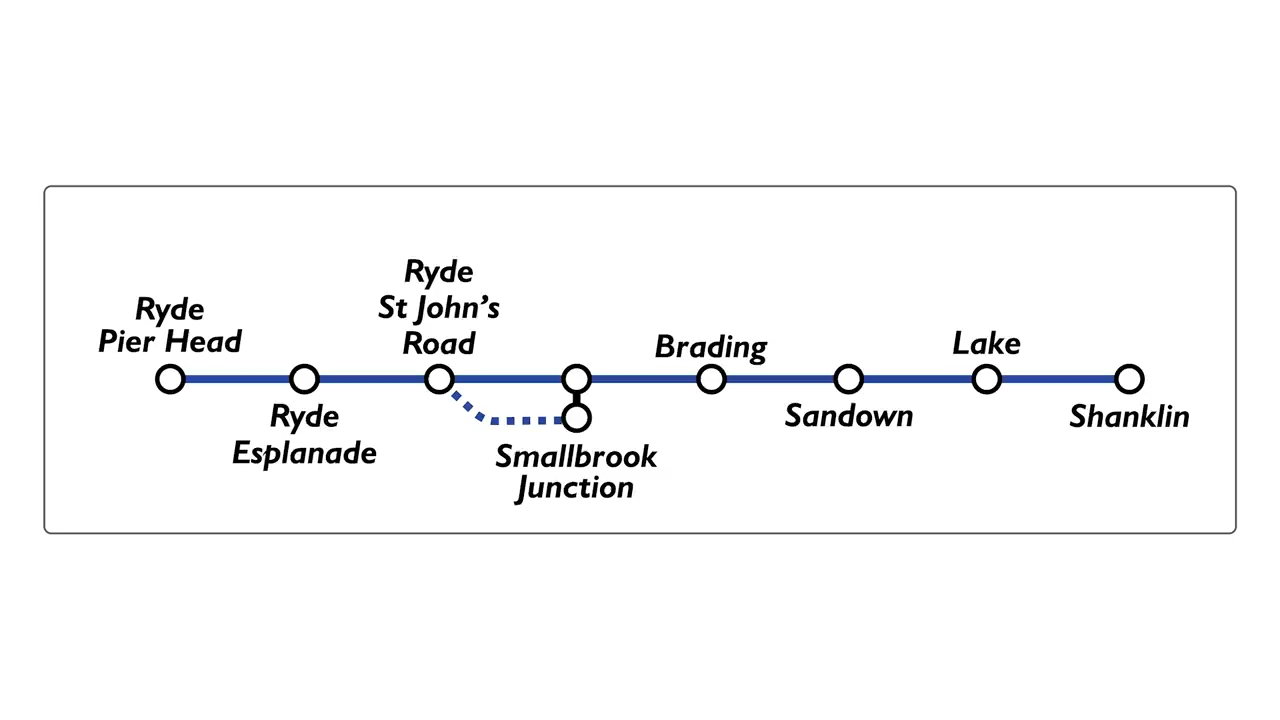 Ryde
Pier Head
Ryde
Esplanade
Ryde
St John's
Road
Smallbrook
Junction
Brading
Sandown
Lake
Shanklin